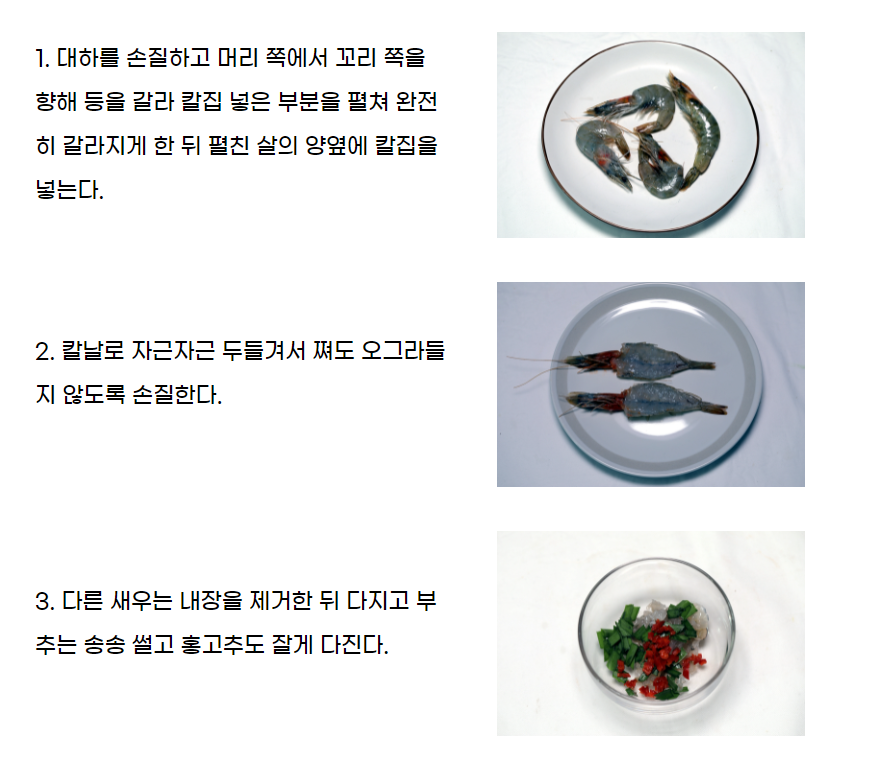 1. 대하를 손질하고 머리 쪽에서 꼬리 쪽을
향해 등을 갈라 칼집 넣은 부분을 펼쳐 완전
히 갈라지게 한 뒤 펼친 살의 양옆에 칼집을
넣는다.
2. 칼날로 자근자근 두들겨서 쪄도 오그라들
지 않도록 손질한다.
3. 다른 새우는 내장을 제거한 뒤 다지고 부
추는 송송 썰고 홍고추도 잘게 다진다.